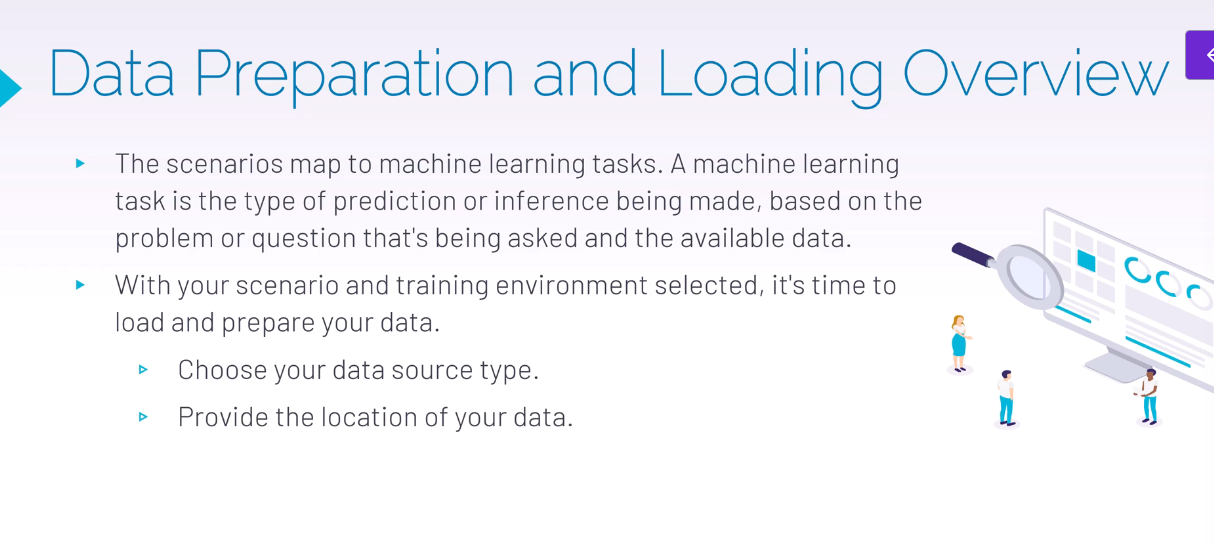 Data Preparation and Loading Overview
The scenarios map to machine learning tasks. A machine learning
task is the type of prediction or inference being made, based on the
problem or question that's being asked and the available data.
With your scenario and training environment selected, it's time to
load and prepare your data.
Choose your data source type.
Provide the location of your data.